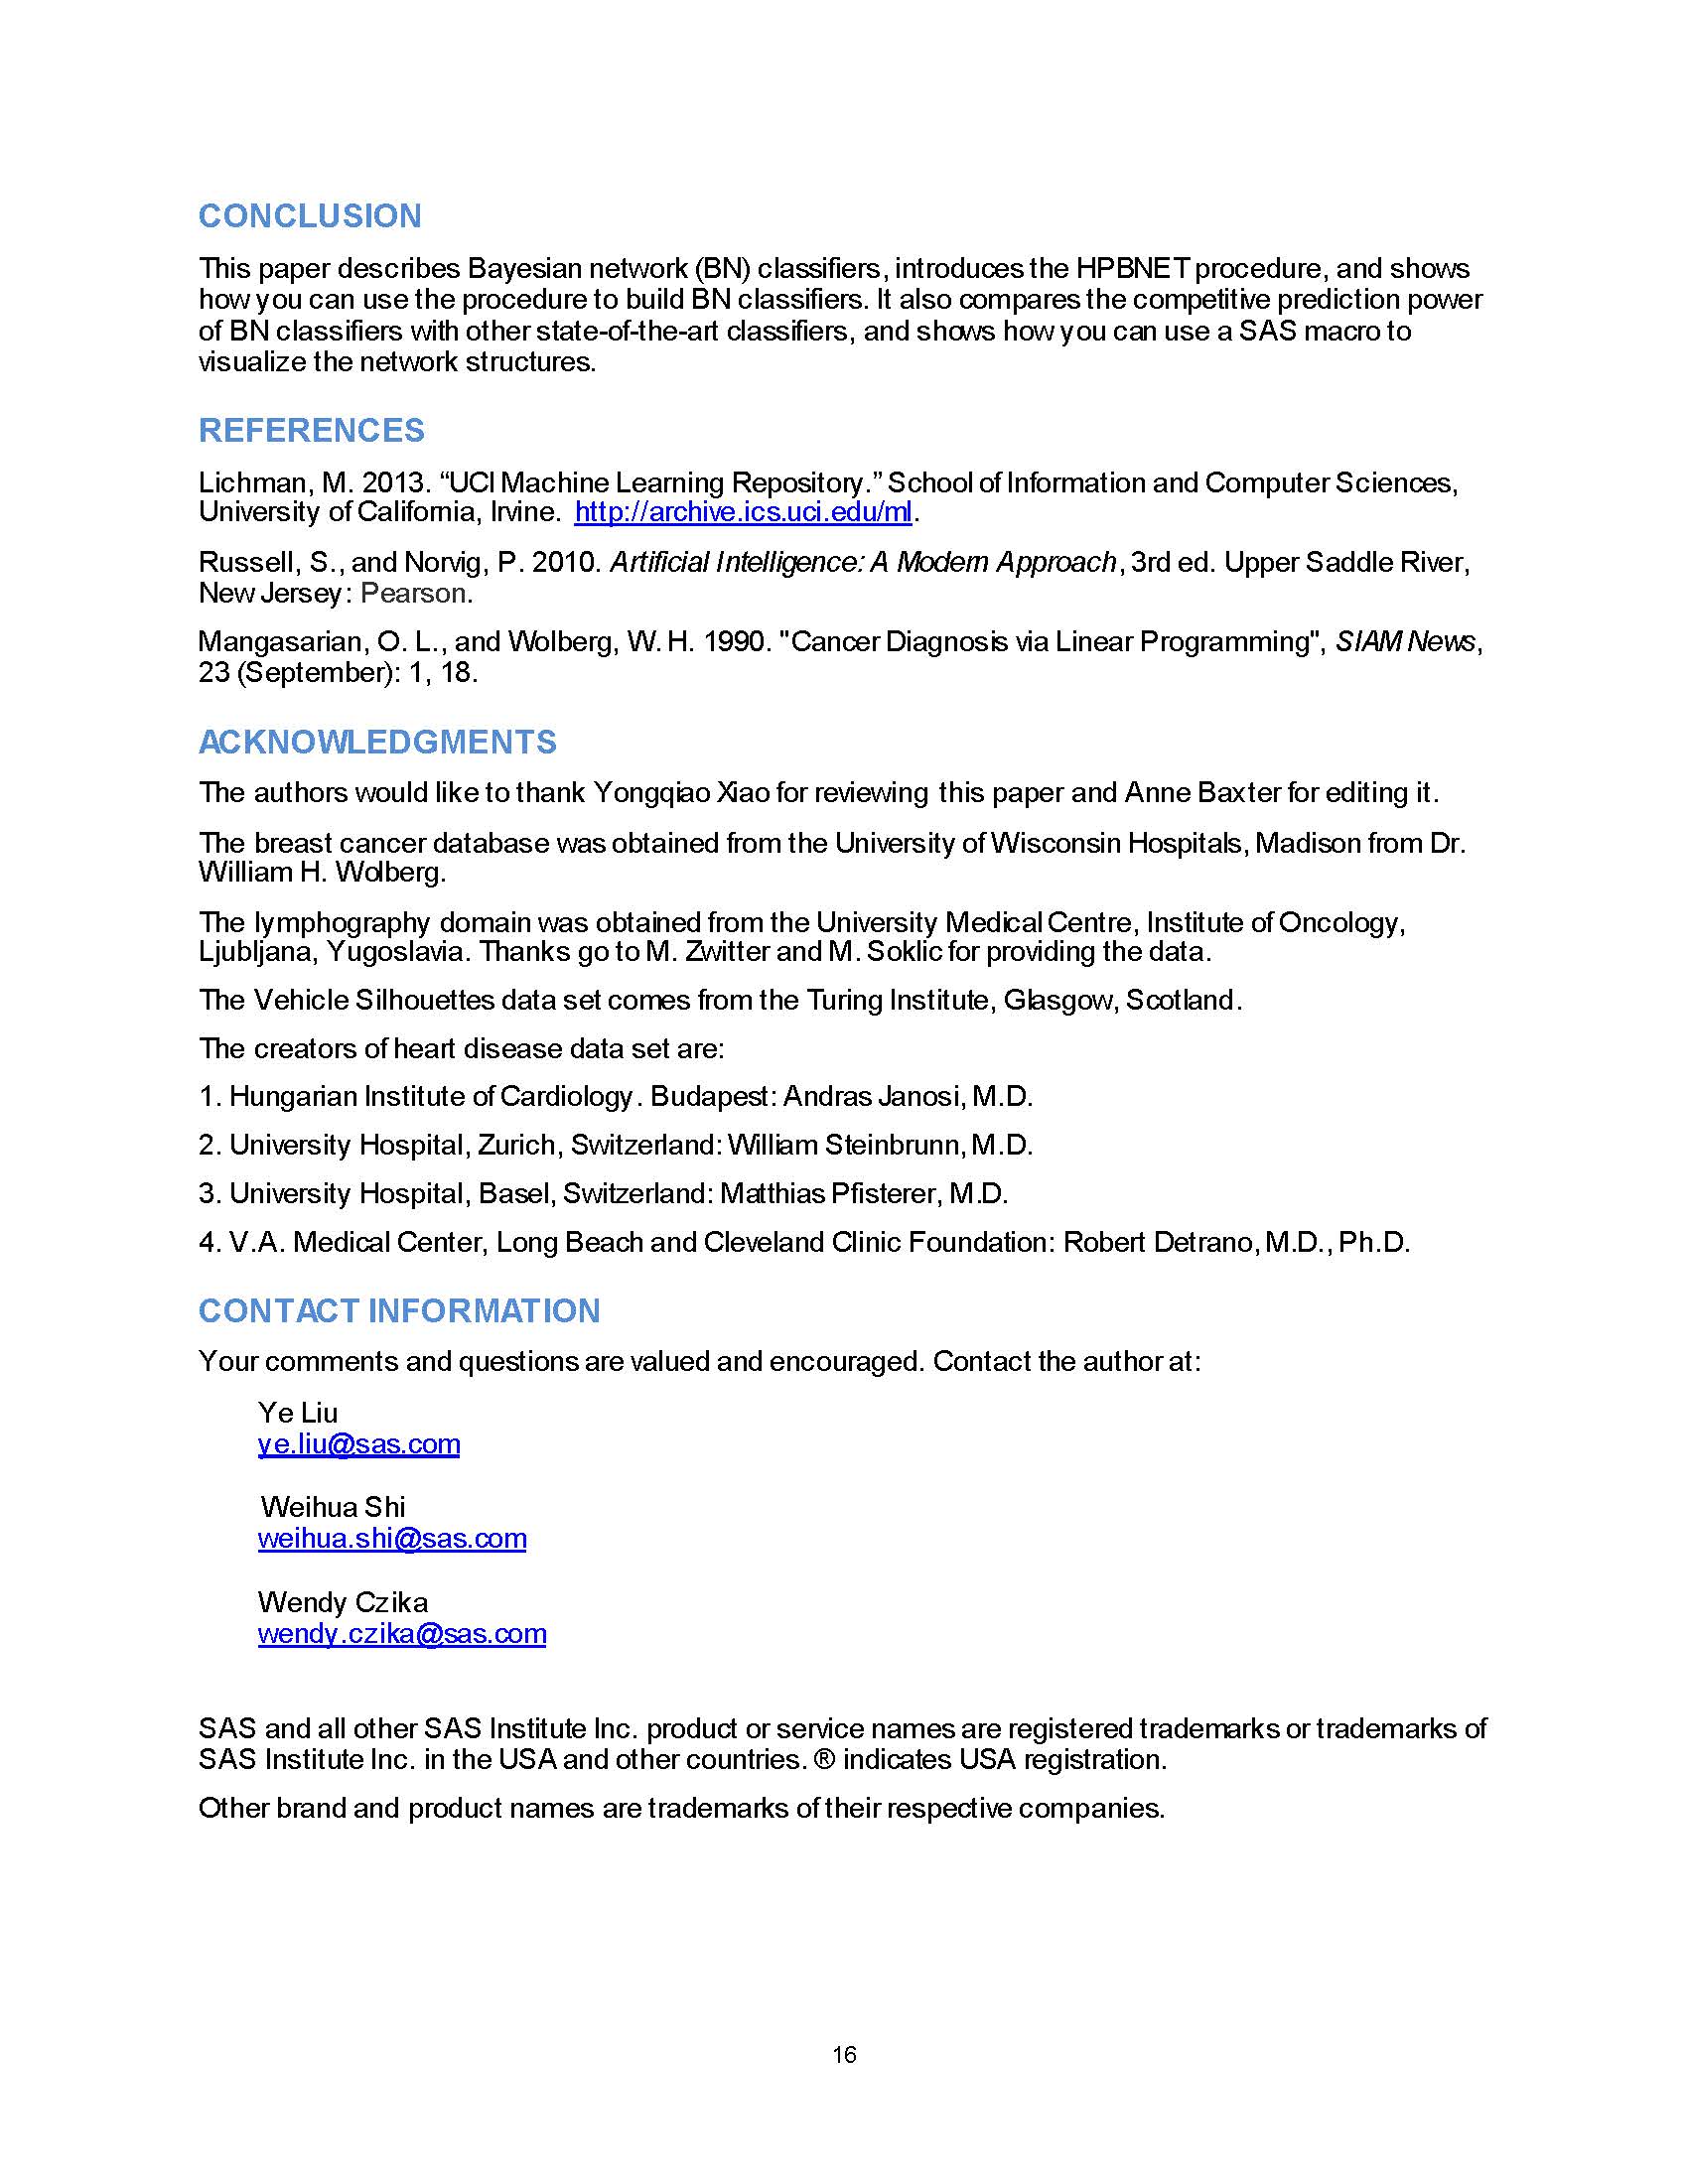 CONCLUSION
This paper describes Bayesian network (BN) classifiers, introduces the HPBNET procedure, and shows
how you can use the procedure to build BN classifiers. It also compares the competitive prediction power
of BN classifiers with other state-of-the-art classifiers, and shows how you can use a SAS macro to
visualize the network structures.
REFERENCES
Lichman, M. 2013. “UCI Machine Learning Repository.” School of Information and Computer Sciences,
University of California, Irvine. http://archive.ics.uci.edu/ml.
Russell, S., and Norvig, P. 2010. Artificial Intelligence: A Modern Approach, 3rd ed. Upper Saddle River,
New Jersey: Pearson.
Mangasarian, O. L., and Wolberg, W. H. 1990. "Cancer Diagnosis via Linear Programming", SIAM News,
23 (September): 1, 18.
ACKNOWLEDGMENTS
The authors would like to thank Yongqiao Xiao for reviewing this paper and Anne Baxter for editing it.
The breast cancer database was obtained from the University of Wisconsin Hospitals, Madison from Dr.
William H. Wolberg.
The lymphography domain was obtained from the University Medical Centre, Institute of Oncology,
Ljubljana, Yugoslavia. Thanks go to M. Zwitter and M. Soklic for providing the data.
The Vehicle Silhouettes data set comes from the Turing Institute, Glasgow, Scotland.
The creators of heart disease data set are:
1. Hungarian Institute of Cardiology. Budapest: Andras Janosi, M.D.
2. University Hospital, Zurich, Switzerland: William Steinbrunn, M.D.
3. University Hospital, Basel, Switzerland: Matthias Pfisterer, M.D.
4. V.A. Medical Center, Long Beach and Cleveland Clinic Foundation: Robert Detrano, M.D., Ph.D.
CONTACT INFORMATION
Your comments and questions are valued and encouraged. Contact the author at:
Ye Liu
ye.liu@sas.com
Weihua Shi
weihua.shi@sas.com
Wendy Czika
wendy.czika@sas.com
SAS and all other SAS Institute Inc. product or service names are registered trademarks or trademarks of
SAS Institute Inc. in the USA and other countries. ® indicates USA registration.
Other brand and product names are trademarks of their respective companies.
16